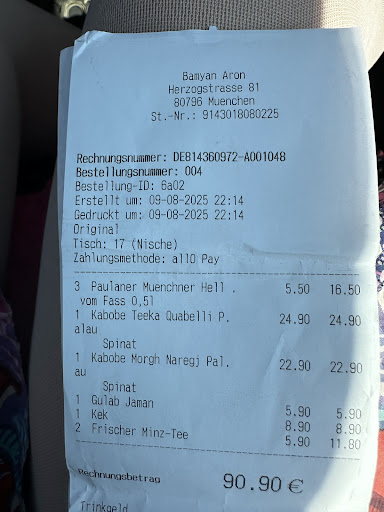 Bamyan Aron
Herzogstrasse 81
80796 Muenchen
St.-Nr.: 9143018080225
Rechnungsnummer: DE814360972-A001048
Bestellungsnummer: 004
Bestellung-ID: 6a02
Erstellt um: 09-08-2025 22:14
Gedruckt um: 09-08-2025 22:14
Original
Tisch: 17 (Nische)
Zahlungsmethode: allO Pay
3 Paulaner Muenchner Hell . 5.50 16.50
vom Fass 0,5l
1 Kabobe Teeka Quabelli P. 24.90 24.90
alau
Spinat
1 Kabobe Morgh Naregj Pal. 22.90 22.90
au
Spinat
1 Gulab Jaman 5.90 5.90
1 Kek 8.90 8.90
2 Frischer Minz-Tee 5.90 11.80
Rechnungsbetrag 90.90 €
Trinkgeld